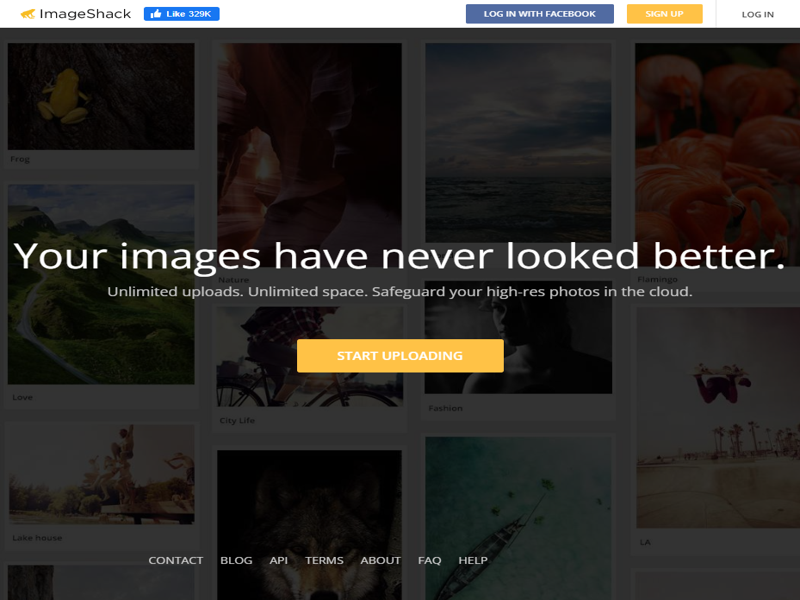 ImageShack
Like 329K
LOG IN WITH FACEBOOK
SIGN UP
LOG IN
Frog
Nature
Flamingo
Your images have never looked better.
Unlimited uploads. Unlimited space. Safeguard your high-res photos in the cloud.
START UPLOADING
Love
City Life
Fashion
Lake house
LA
CONTACT BLOG API TERMS ABOUT FAQ HELP